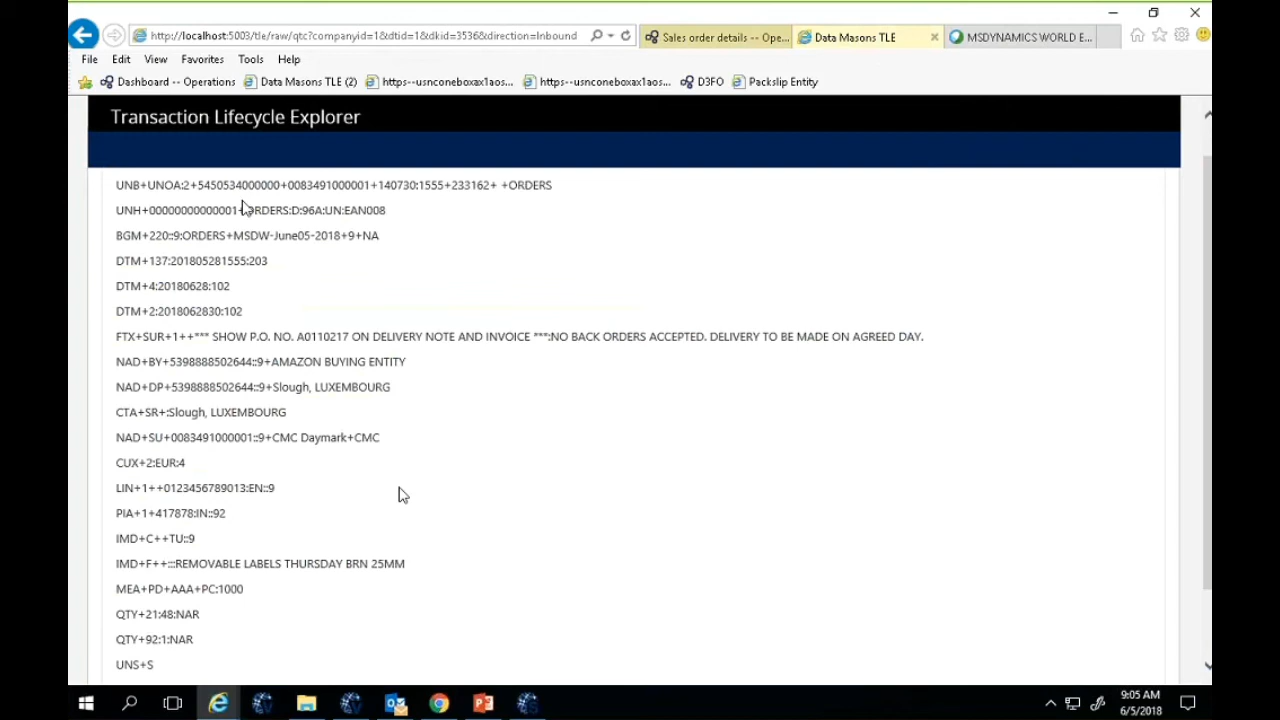 http://localhost:5003/tle/raw/qtc?companyid=1&dtid=1&dkid=3536&direction=Inbound
Sales order details -- Ope...
Data Masons TLE
MSDYNAMICS WORLD E...
File Edit View Favorites Tools Help
Dashboard -- Operations
Data Masons TLE (2)
https--usnconeboxax1aos...
https--usnconeboxax1aos...
D3FO
Packslip Entity
Transaction Lifecycle Explorer
UNB+UNOA:2+5450534000000+0083491000001+140730:1555+233162+ +ORDERS
UNH+00000000000001+ORDERS:D:96A:UN:EAN008
BGM+220::9:ORDERS+MSDW-June05-2018+9+NA
DTM+137:201805281555:203
DTM+4:20180628:102
DTM+2:2018062830:102
FTX+SUR+1++*** SHOW P.O. NO. A0110217 ON DELIVERY NOTE AND INVOICE ***:NO BACK ORDERS ACCEPTED. DELIVERY TO BE MADE ON AGREED DAY.
NAD+BY+5398888502644::9+AMAZON BUYING ENTITY
NAD+DP+5398888502644::9+Slough, LUXEMBOURG
CTA+SR+:Slough, LUXEMBOURG
NAD+SU+0083491000001::9+CMC Daymark+CMC
CUX+2:EUR:4
LIN+1++0123456789013:EN::9
PIA+1+417878:IN::92
IMD+C++TU::9
IMD+F++:::REMOVABLE LABELS THURSDAY BRN 25MM
MEA+PD+AAA+PC:1000
QTY+21:48:NAR
QTY+92:1:NAR
UNS+S
9:05 AM
6/5/2018